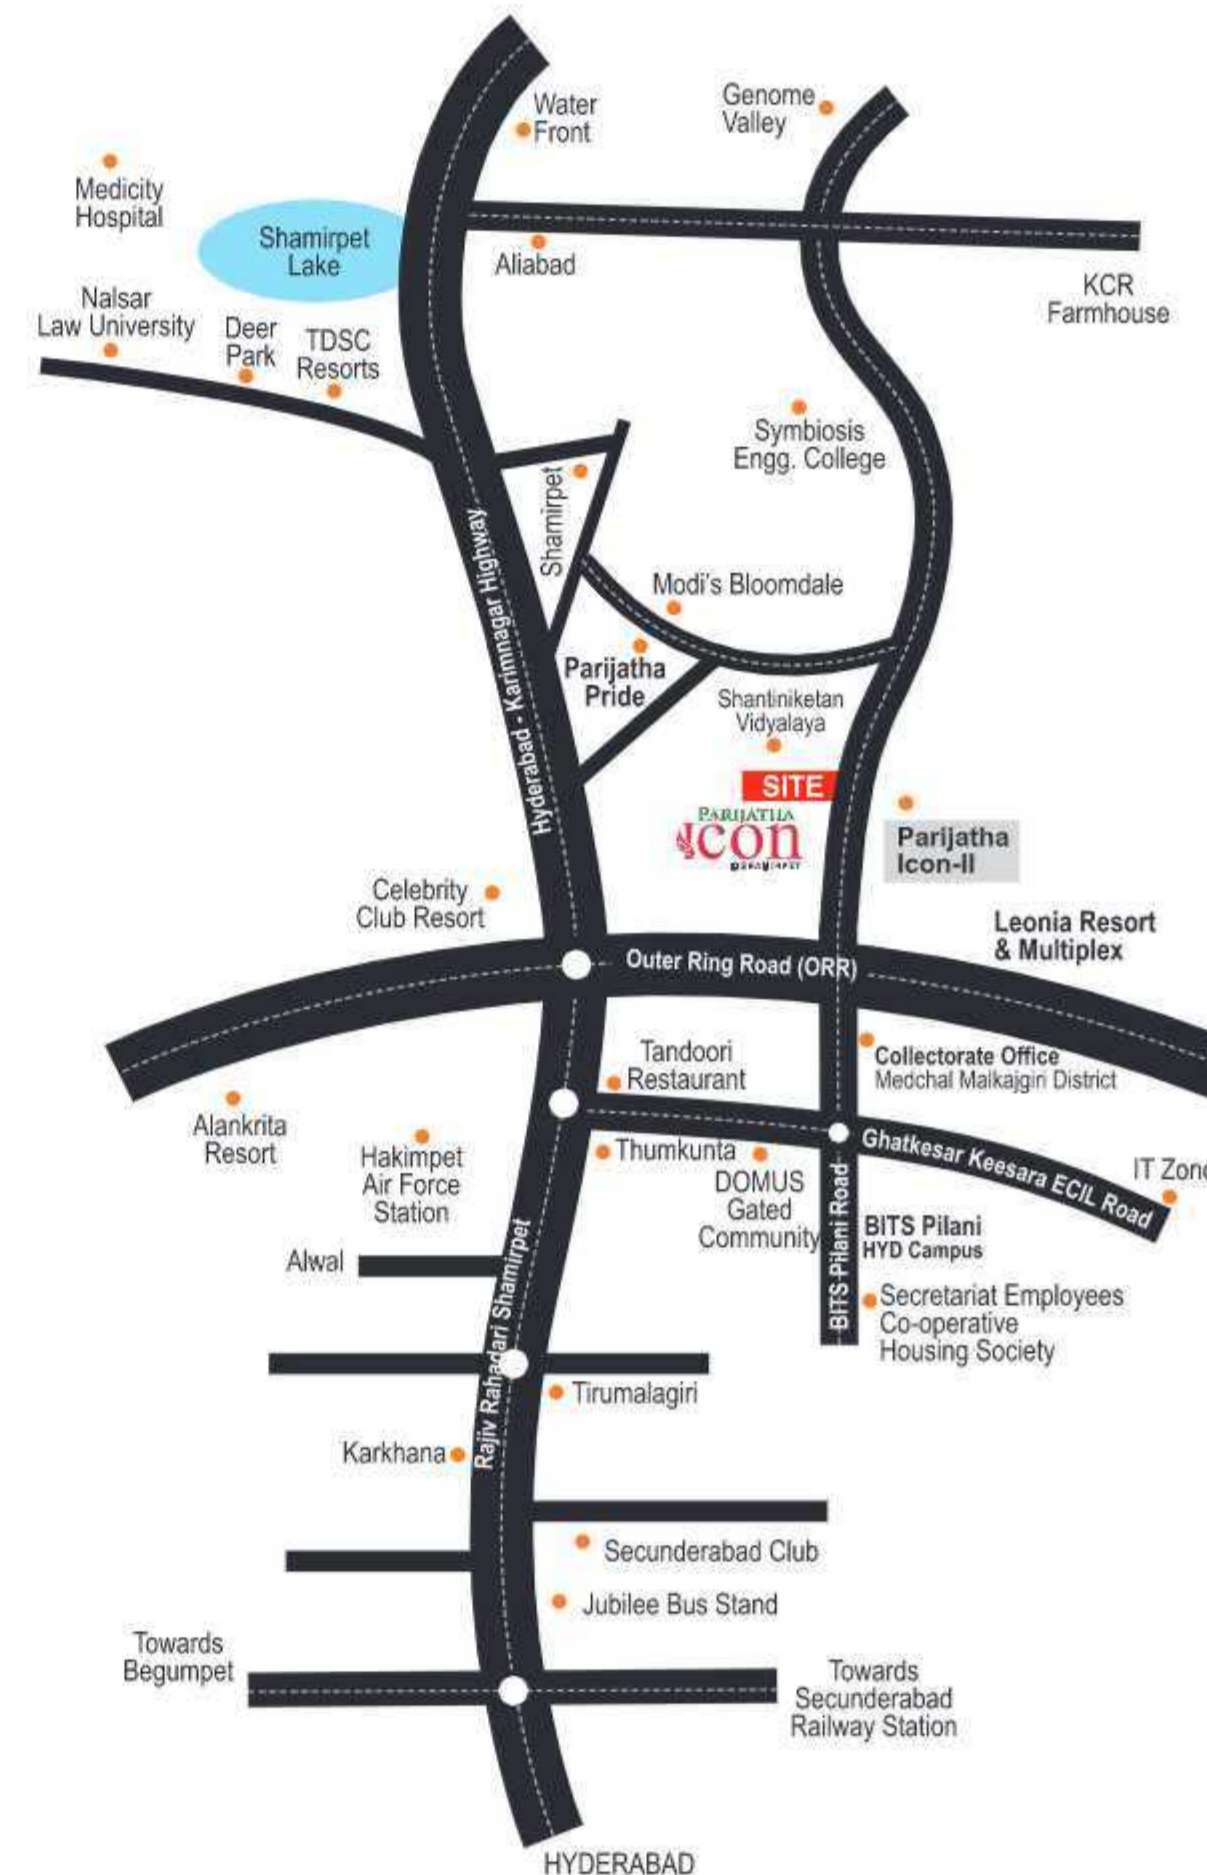 Water
Front
Genome
Valley
Medicity
Hospital
Shamirpet
Lake
Aliabad
KCR
Farmhouse
Nalsar
Law University
Deer
Park
TDSC
Resorts
Symbiosis
Engg. College
Shamirpet
Hyderabad - Karimnagar Highway
Modi's Bloomdale
Parijatha
Pride
Shantiniketan
Vidyalaya
SITE
PARIJATHA
icon
@ SHAMIRPET
Parijatha
Icon-II
Celebrity
Club Resort
Leonia Resort
& Multiplex
Outer Ring Road (ORR)
Tandoori
Restaurant
Collectorate Office
Medchal Malkajgiri District
Alankrita
Resort
Hakimpet
Air Force
Station
Thumkunta
DOMUS
Gated
Community
Ghatkesar Keesara ECIL Road
IT Zone
BITS Pilani Road
BITS Pilani
HYD Campus
Alwal
Rajiv Rahadari Shamirpet
Secretariat Employees
Co-operative
Housing Society
Tirumalagiri
Karkhana
Secunderabad Club
Jubilee Bus Stand
Towards
Begumpet
Towards
Secunderabad
Railway Station
HYDERABAD